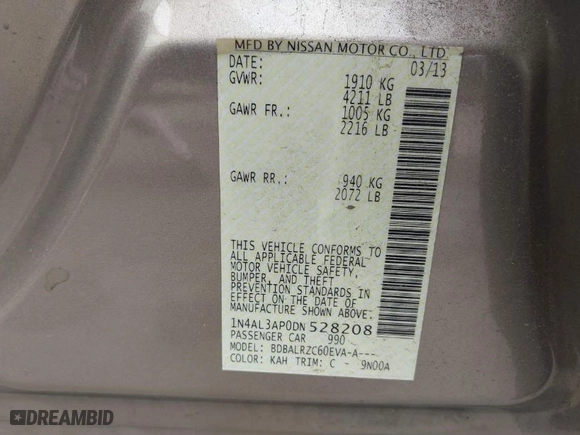 MFD BY NISSAN MOTOR CO., LTD
DATE: 03/13
GVWR: 1910 KG
4211 LB
GAWR FR.: 1005 KG
2216 LB
GAWR RR.: 940 KG
2072 LB
THIS VEHICLE CONFORMS TO
ALL APPLICABLE FEDERAL
MOTOR VEHICLE SAFETY,
BUMPER, AND THEFT
PREVENTION STANDARDS IN
EFFECT ON THE DATE OF
MANUFACTURE SHOWN ABOVE.
1N4AL3AP0DN528208
PASSENGER CAR 990
MODEL: BDBALRZC60EVA-A---
COLOR: KAH TRIM: C 9N00A
DREAMBID